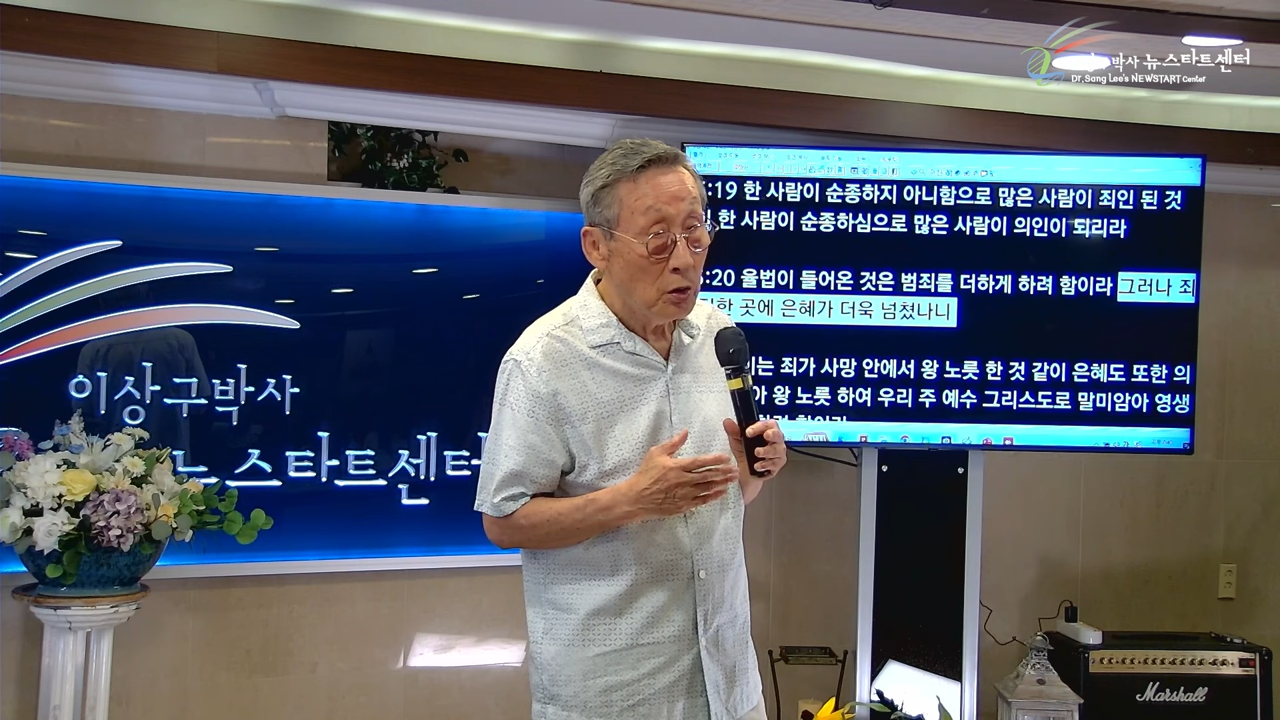 박사 뉴스타트센터
Dr. Sang Lee's NEWSTART Center
:19 한 사람이 순종하지 아니함으로 많은 사람이 죄인 된 것
한 사람이 순종하심으로 많은 사람이 의인이 되리라
:20 율법이 들어온 것은 범죄를 더하게 하려 함이라 그러나 죄
한 곳에 은혜가 더욱 넘쳤나니
이는 죄가 사망 안에서 왕 노릇 한 것 같이 은혜도 또한 의
왕 노릇 하여 우리 주 예수 그리스도로 말미암아 영생
이상구박사
뉴스타트센터
Marshall